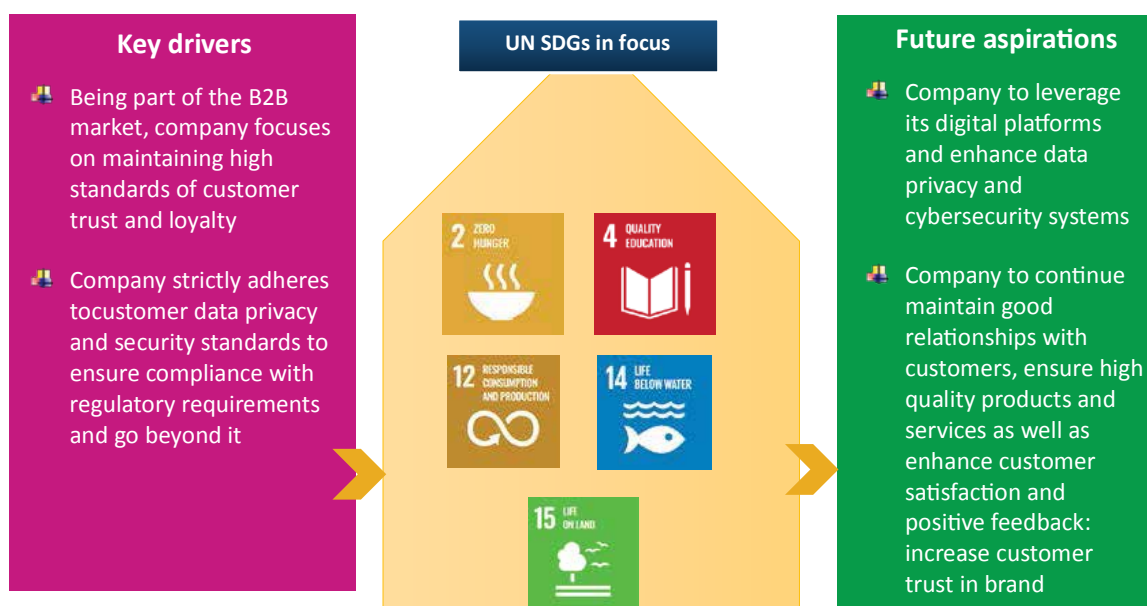 Key drivers
Being part of the B2B
market, company focuses
on maintaining high
standards of customer
trust and loyalty
Company strictly adheres
tocustomer data privacy
and security standards to
ensure compliance with
regulatory requirements
and go beyond it
UN SDGs in focus
2 ZERO
HUNGER
4 QUALITY
EDUCATION
12 RESPONSIBLE
CONSUMPTION
AND PRODUCTION
14 LIFE
BELOW WATER
15 LIFE
ON LAND
Future aspirations
Company to leverage
its digital platforms
and enhance data
privacy and
cybersecurity systems
Company to continue
maintain good
relationships with
customers, ensure high
quality products and
services as well as
enhance customer
satisfaction and
positive feedback:
increase customer
trust in brand